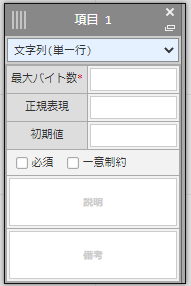 項目 1
文字列(単一行)
最大バイト数*
正規表現
初期値
必須 一意制約
説明
備考